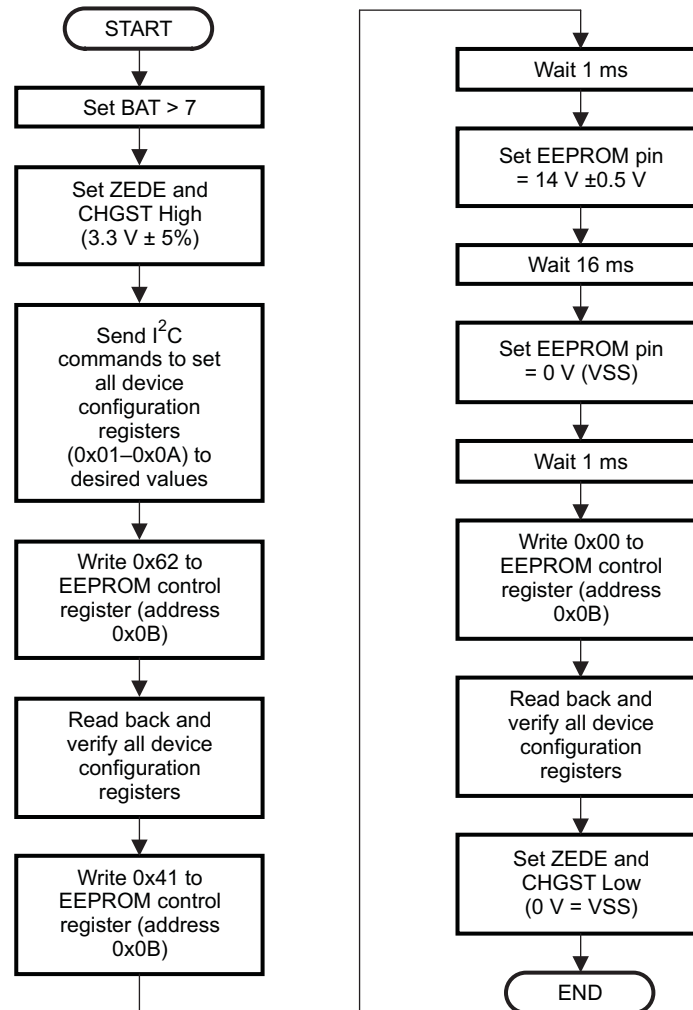 START
Set BAT > 7
Set ZEDE and
CHGST High
(3.3 V ± 5%)
Send I²C
commands to set
all device
configuration
registers
(0x01–0x0A) to
desired values
Write 0x62 to
EEPROM control
register (address
0x0B)
Read back and
verify all device
configuration
registers
Write 0x41 to
EEPROM control
register (address
0x0B)
Wait 1 ms
Set EEPROM pin
= 14 V ±0.5 V
Wait 16 ms
Set EEPROM pin
= 0 V (VSS)
Wait 1 ms
Write 0x00 to
EEPROM control
register (address
0x0B)
Read back and
verify all device
configuration
registers
Set ZEDE and
CHGST Low
(0 V = VSS)
END